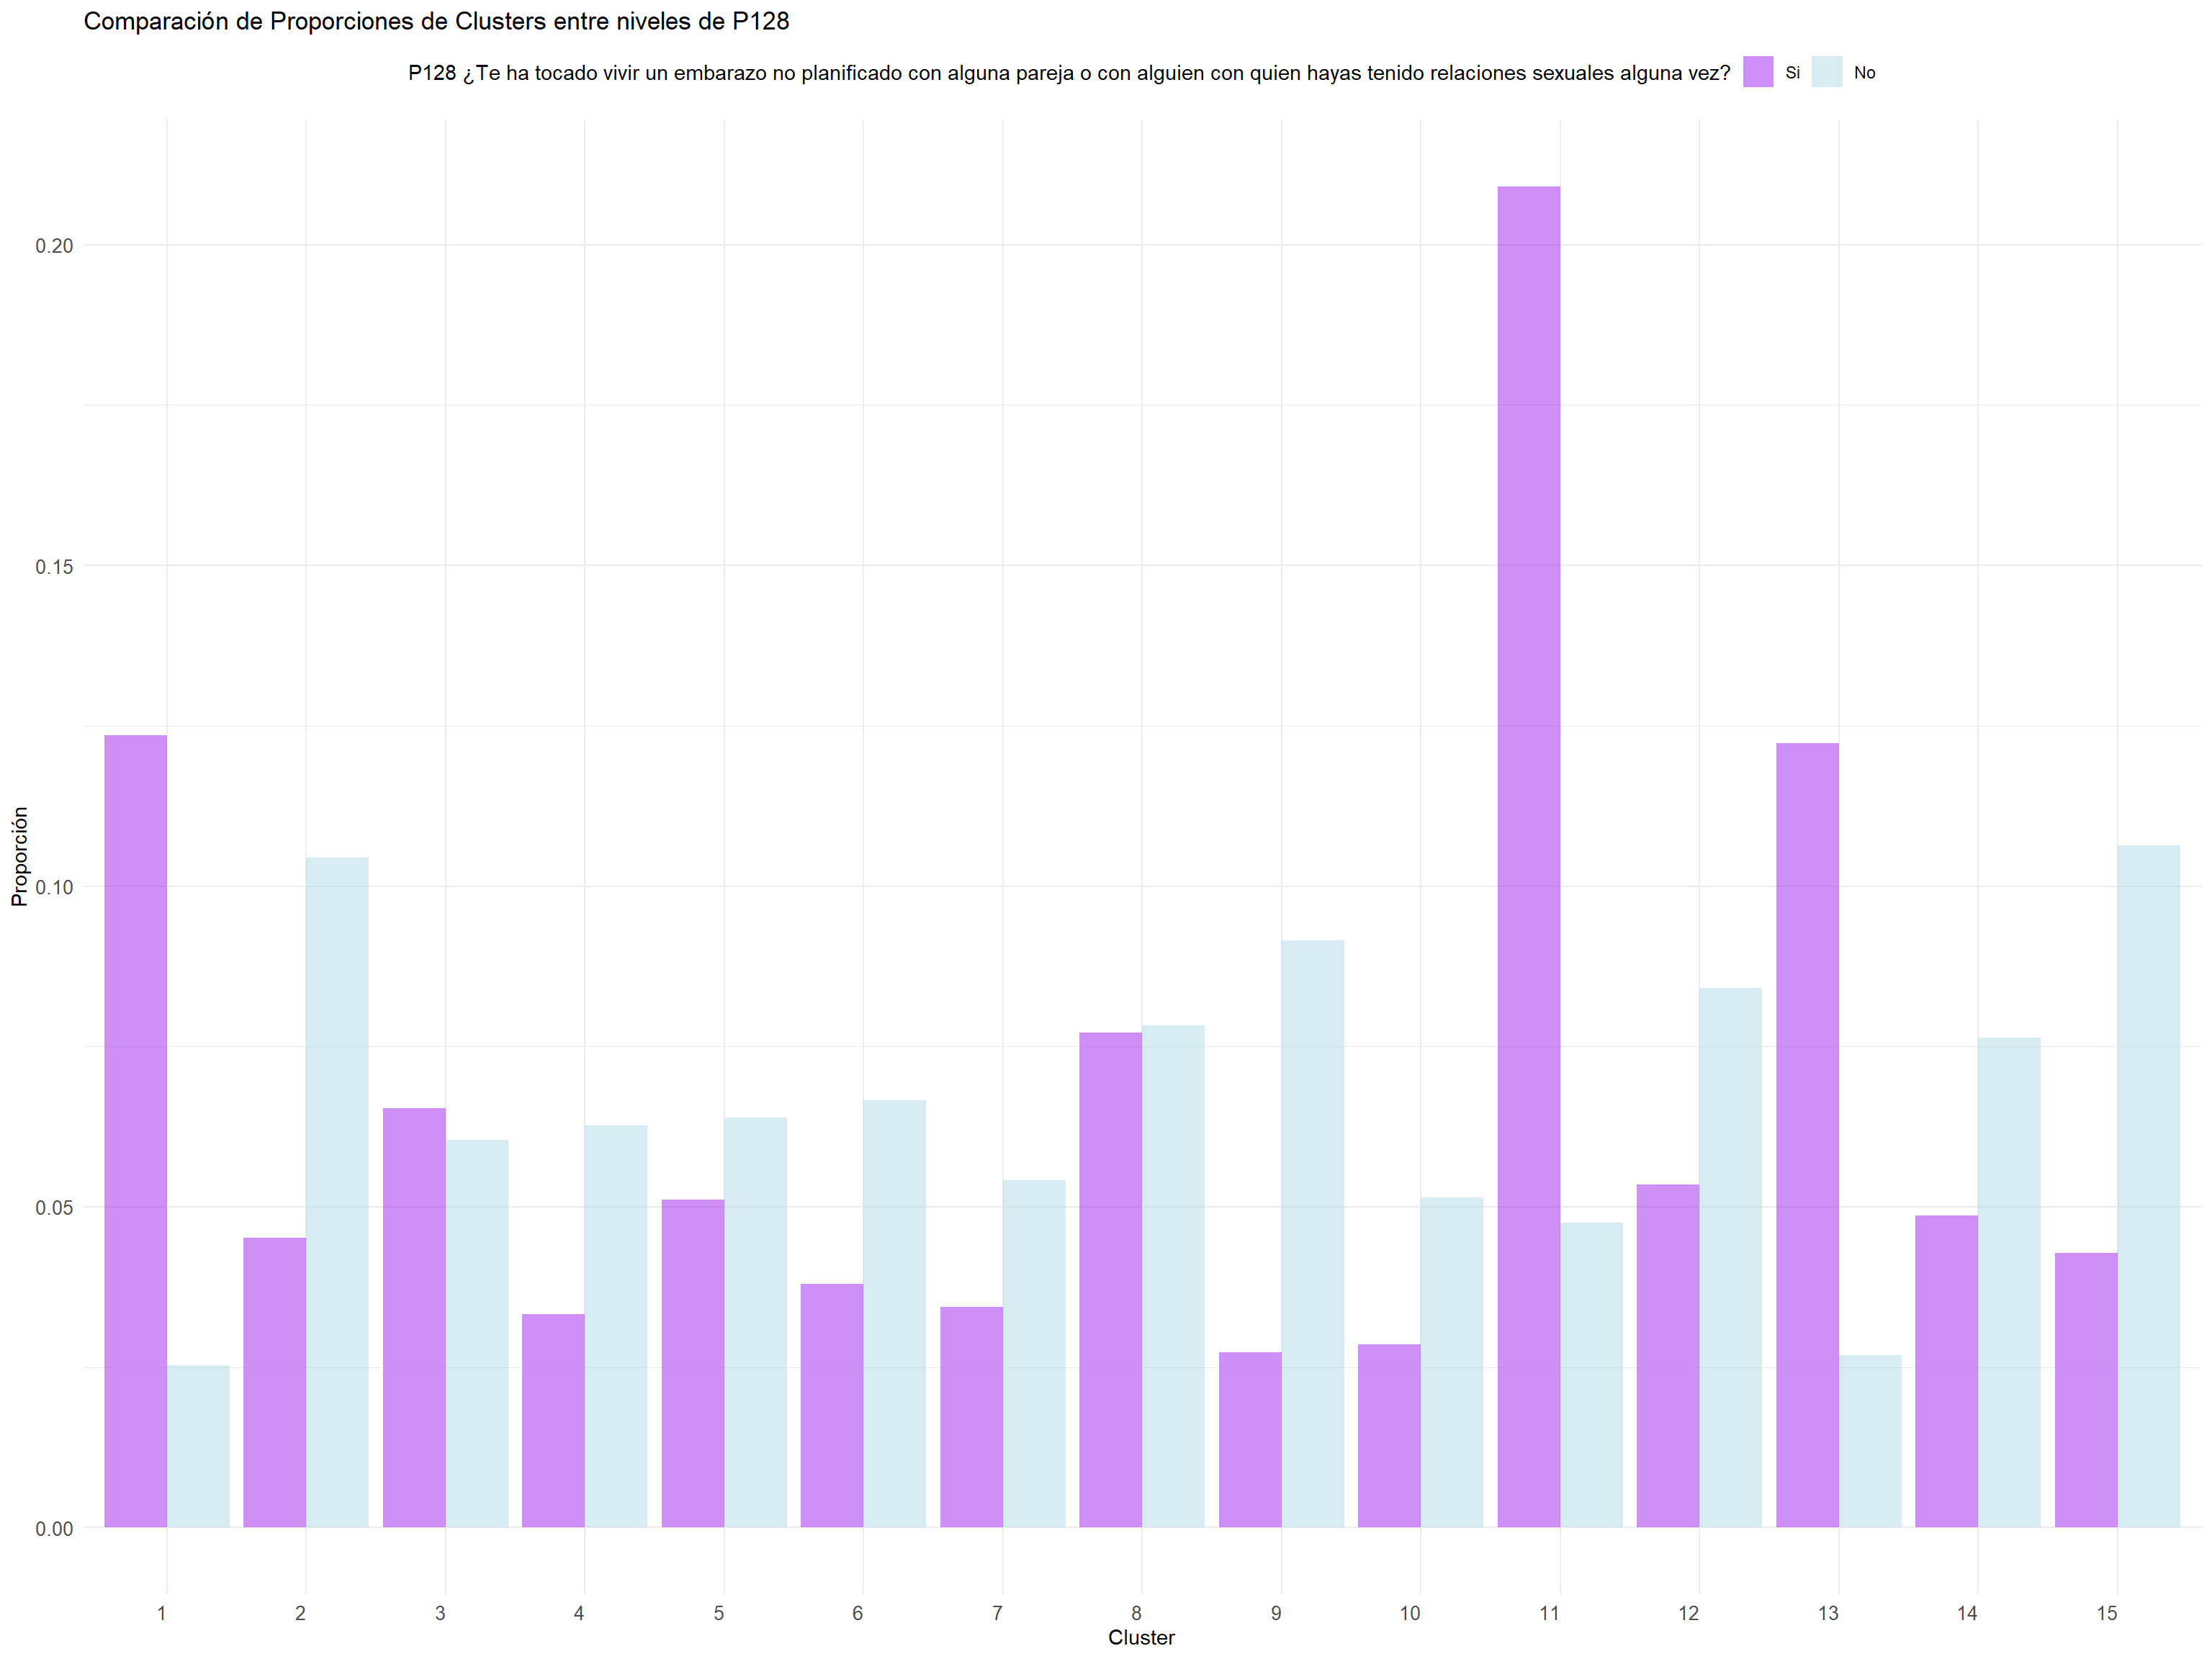 Comparación de Proporciones de Clusters entre niveles de P128
P128 ¿Te ha tocado vivir un embarazo no planificado con alguna pareja o con alguien con quien hayas tenido relaciones sexuales alguna vez? Si No
Proporción
0.20
0.15
0.10
0.05
0.00
1 2 3 4 5 6 7 8 9 10 11 12 13 14 15
Cluster